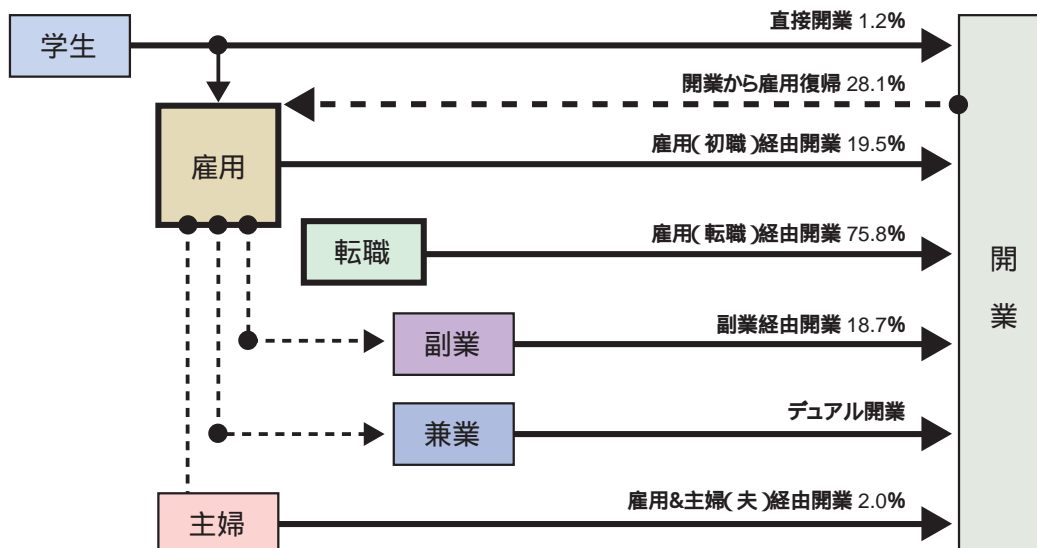 直接開業 1.2%
学生
開業から雇用復帰 28.1%
雇用(初職)経由開業 19.5%
雇用
雇用(転職)経由開業 75.8%
転職
開業
副業経由開業 18.7%
副業
デュアル開業
兼業
雇用&主婦(夫)経由開業 2.0%
主婦